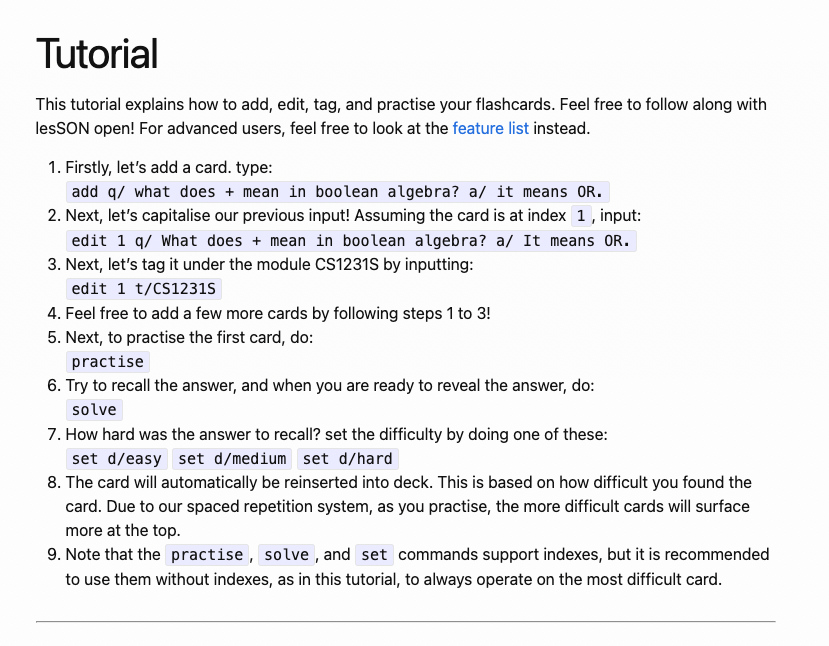 Tutorial
This tutorial explains how to add, edit, tag, and practise your flashcards. Feel free to follow along with
lesSON open! For advanced users, feel free to look at the feature list instead.
1. Firstly, let’s add a card. type:
add q/ what does + mean in boolean algebra? a/ it means OR.
2. Next, let’s capitalise our previous input! Assuming the card is at index 1 , input:
edit 1 q/ What does + mean in boolean algebra? a/ It means OR.
3. Next, let’s tag it under the module CS1231S by inputting:
edit 1 t/CS1231S
4. Feel free to add a few more cards by following steps 1 to 3!
5. Next, to practise the first card, do:
practise
6. Try to recall the answer, and when you are ready to reveal the answer, do:
solve
7. How hard was the answer to recall? set the difficulty by doing one of these:
set d/easy set d/medium set d/hard
8. The card will automatically be reinserted into deck. This is based on how difficult you found the
card. Due to our spaced repetition system, as you practise, the more difficult cards will surface
more at the top.
9. Note that the practise , solve , and set commands support indexes, but it is recommended
to use them without indexes, as in this tutorial, to always operate on the most difficult card.